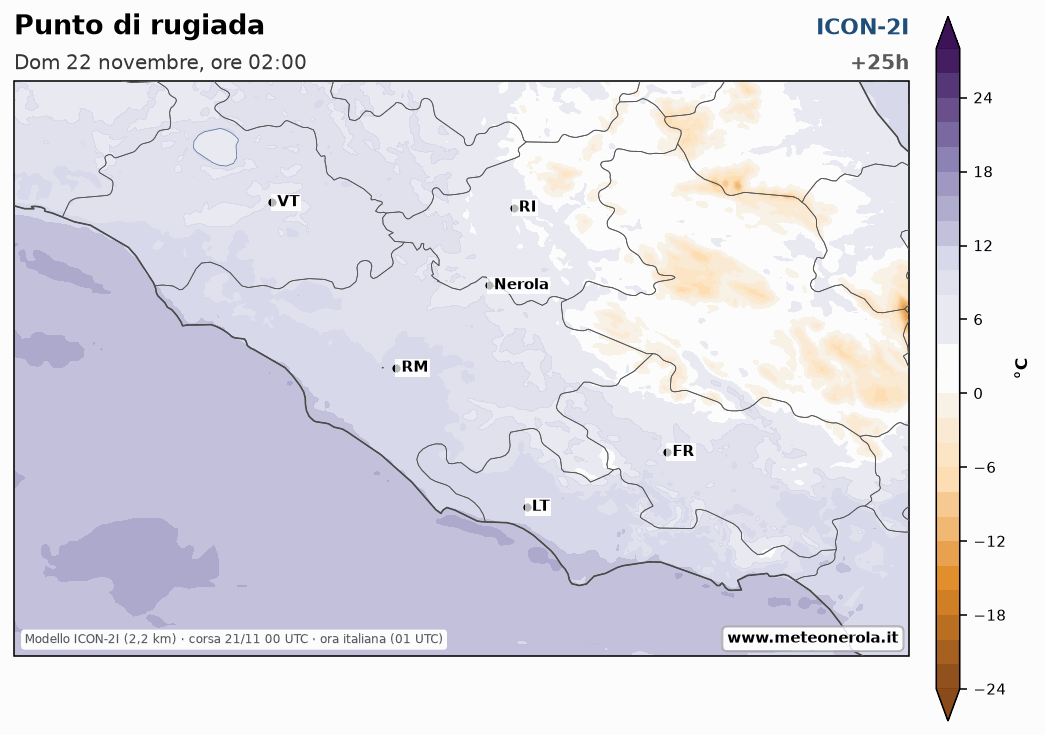 Punto di rugiada
ICON-2I
Dom 22 novembre, ore 02:00
+25h
VT
RI
Nerola
RM
FR
LT
Modello ICON-2I (2,2 km) · corsa 21/11 00 UTC · ora italiana (01 UTC)
www.meteonerola.it
24
18
12
6
0
−6
−12
−18
−24
°C